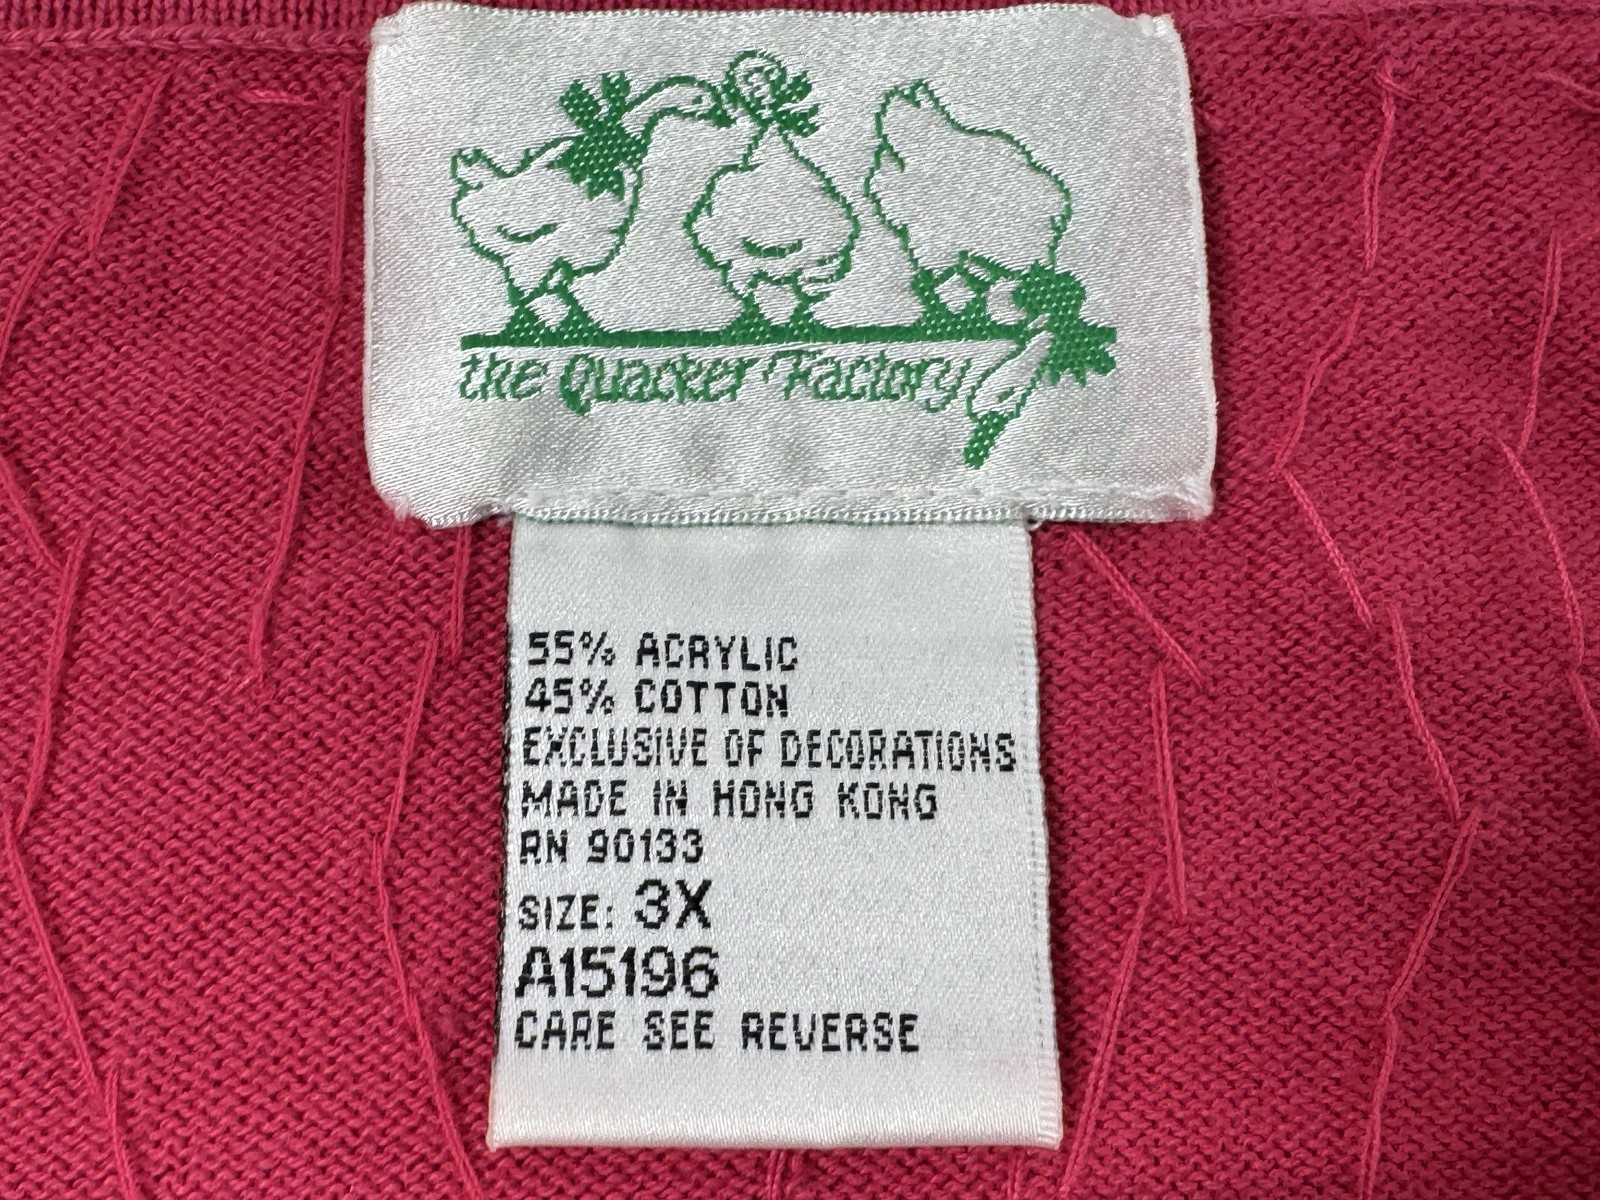 the Quacker Factory
55% ACRYLIC
45% COTTON
EXCLUSIVE OF DECORATIONS
MADE IN HONG KONG
RN 90133
SIZE: 3X
A15196
CARE SEE REVERSE